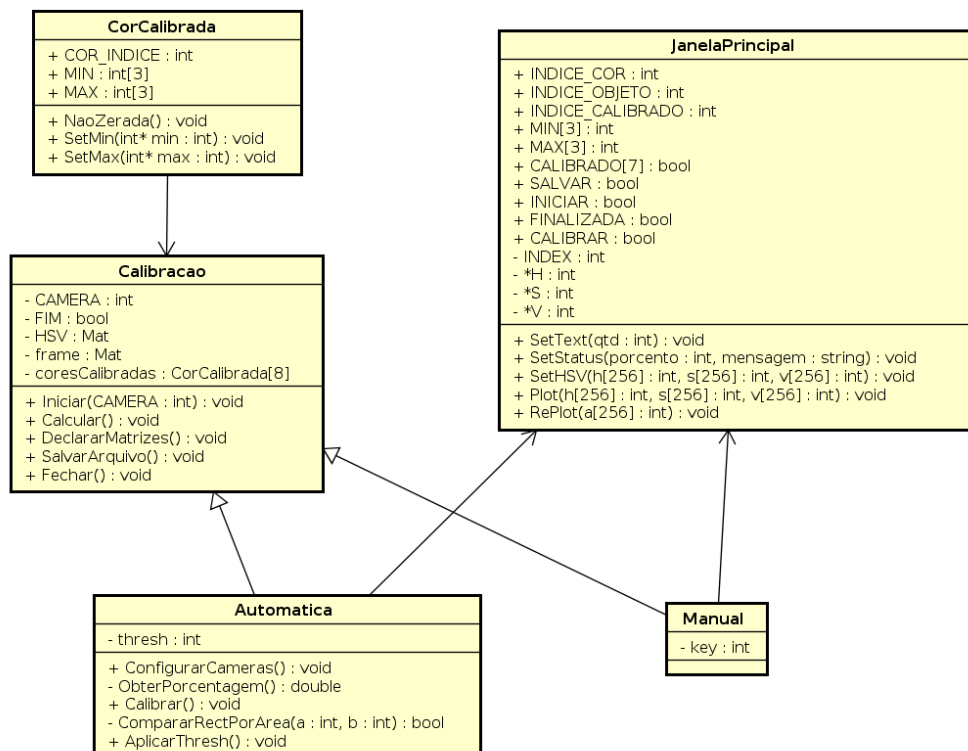 CorCalibrada
+ COR_INDICE : int
+ MIN : int[3]
+ MAX : int[3]
+ NaoZerada() : void
+ SetMin(int* min : int) : void
+ SetMax(int* max : int) : void
JanelaPrincipal
+ INDICE_COR : int
+ INDICE_OBJETO : int
+ INDICE_CALIBRADO : int
+ MIN[3] : int
+ MAX[3] : int
+ CALIBRADO[7] : bool
+ SALVAR : bool
+ INICIAR : bool
+ FINALIZADA : bool
+ CALIBRAR : bool
- INDEX : int
- *H : int
- *S : int
- *V : int
+ SetText(qtd : int) : void
+ SetStatus(porcento : int, mensagem : string) : void
+ SetHSV(h[256] : int, s[256] : int, v[256] : int) : void
+ Plot(h[256] : int, s[256] : int, v[256] : int) : void
+ RePlot(a[256] : int) : void
Calibracao
- CAMERA : int
- FIM : bool
- HSV : Mat
- frame : Mat
- coresCalibradas : CorCalibrada[8]
+ Iniciar(CAMERA : int) : void
+ Calcular() : void
+ DeclararMatrizes() : void
+ SalvarArquivo() : void
+ Fechar() : void
Automatica
- thresh : int
+ ConfigurarCameras() : void
- ObterPorcentagem() : double
+ Calibrar() : void
- CompararRectPorArea(a : int, b : int) : bool
+ AplicarThresh() : void
Manual
- key : int